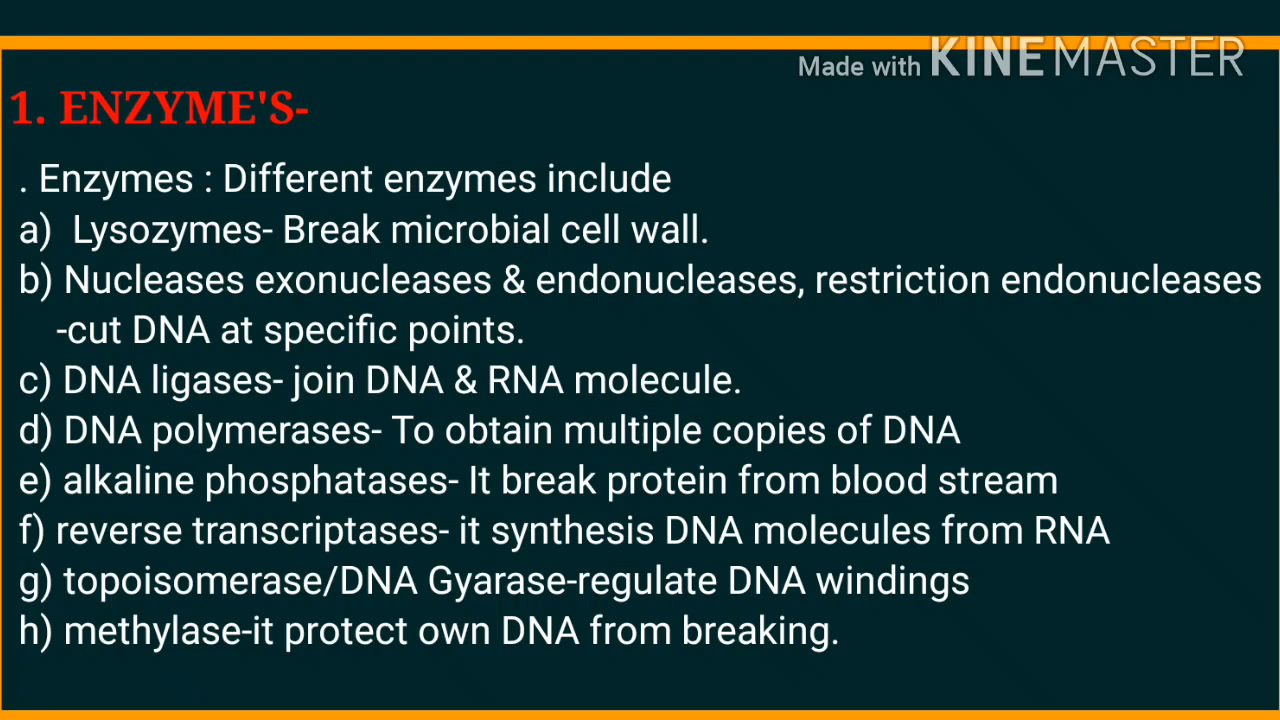 Made with KINEMASTER
1. ENZYME'S-
. Enzymes : Different enzymes include
a) Lysozymes- Break microbial cell wall.
b) Nucleases exonucleases & endonucleases, restriction endonucleases
-cut DNA at specific points.
c) DNA ligases- join DNA & RNA molecule.
d) DNA polymerases- To obtain multiple copies of DNA
e) alkaline phosphatases- It break protein from blood stream
f) reverse transcriptases- it synthesis DNA molecules from RNA
g) topoisomerase/DNA Gyarase-regulate DNA windings
h) methylase-it protect own DNA from breaking.